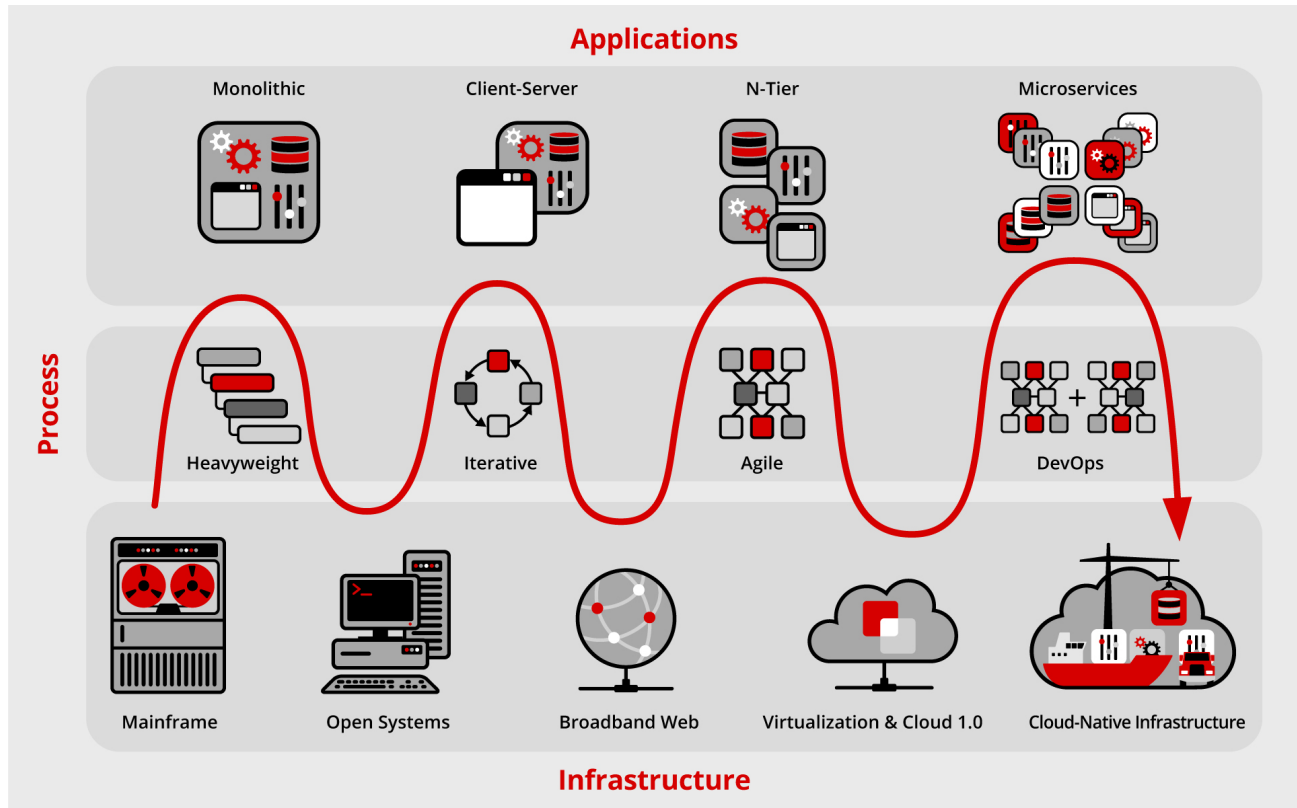 Applications
Monolithic
Client-Server
N-Tier
Microservices
Process
Heavyweight
Iterative
Agile
DevOps
+
>_
Mainframe
Open Systems
Broadband Web
Virtualization & Cloud 1.0
Cloud-Native Infrastructure
Infrastructure